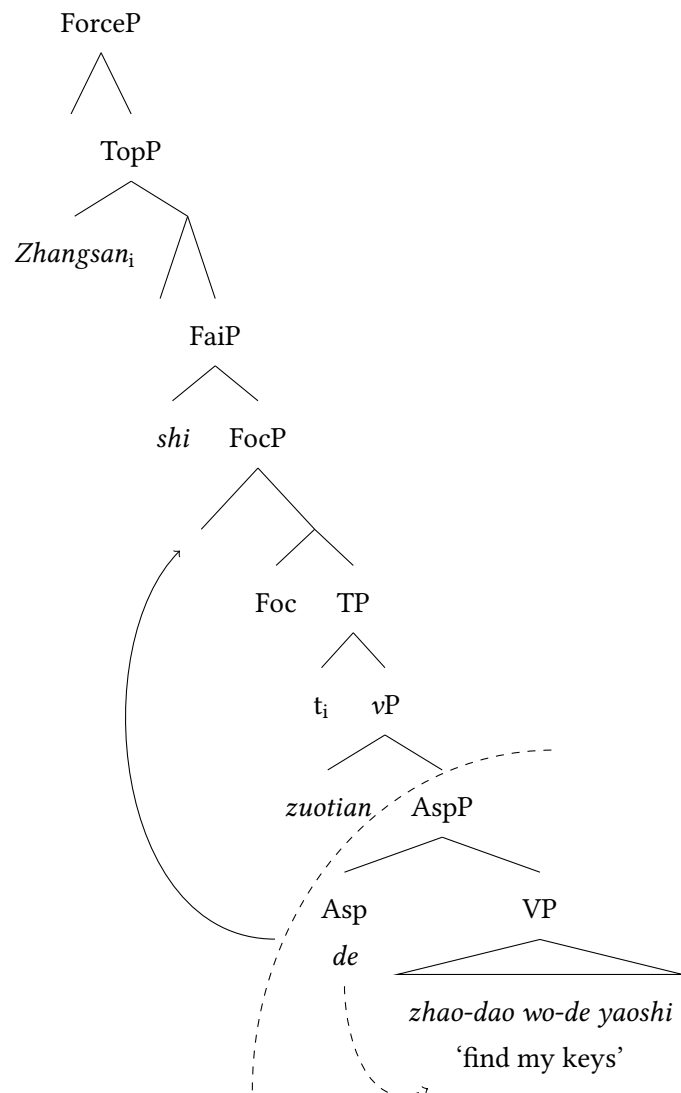 ForceP
TopP
Zhangsani
FaiP
shi FocP
Foc TP
ti vP
zuotian AspP
Asp VP
de
zhao-dao wo-de yaoshi
‘find my keys’